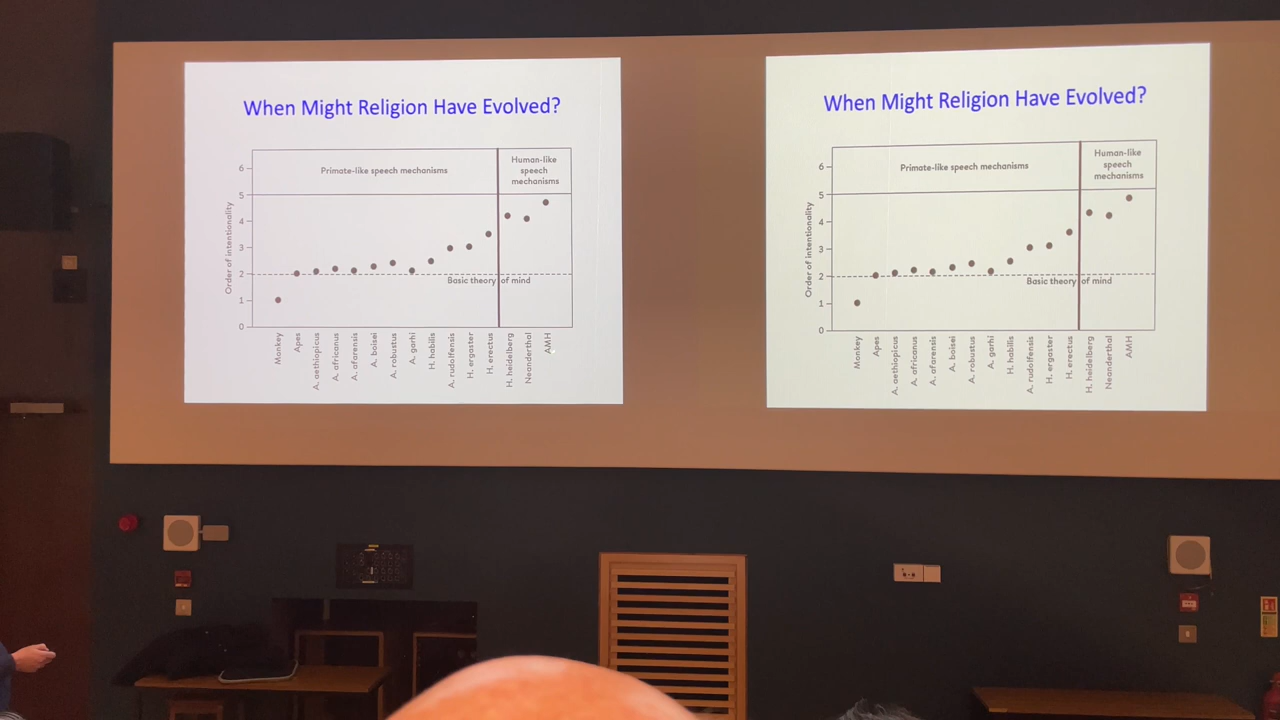 When Might Religion Have Evolved?
Primate-like speech mechanisms
Human-like
speech
mechanisms
Order of intentionality
6
5
4
3
2
1
0
Basic theory of mind
Monkey
Apes
A. aethiopicus
A. africanus
A. afarensis
A. boisei
A. robustus
A. garhi
H. habilis
A. rudolfensis
H. ergaster
H. erectus
H. heidelberg
Neanderthal
AMH
When Might Religion Have Evolved?
Primate-like speech mechanisms
Human-like
speech
mechanisms
Order of intentionality
6
5
4
3
2
1
0
Basic theory of mind
Monkey
Apes
A. aethiopicus
A. africanus
A. afarensis
A. boisei
A. robustus
A. garhi
H. habilis
A. rudolfensis
H. ergaster
H. erectus
H. heidelberg
Neanderthal
AMH